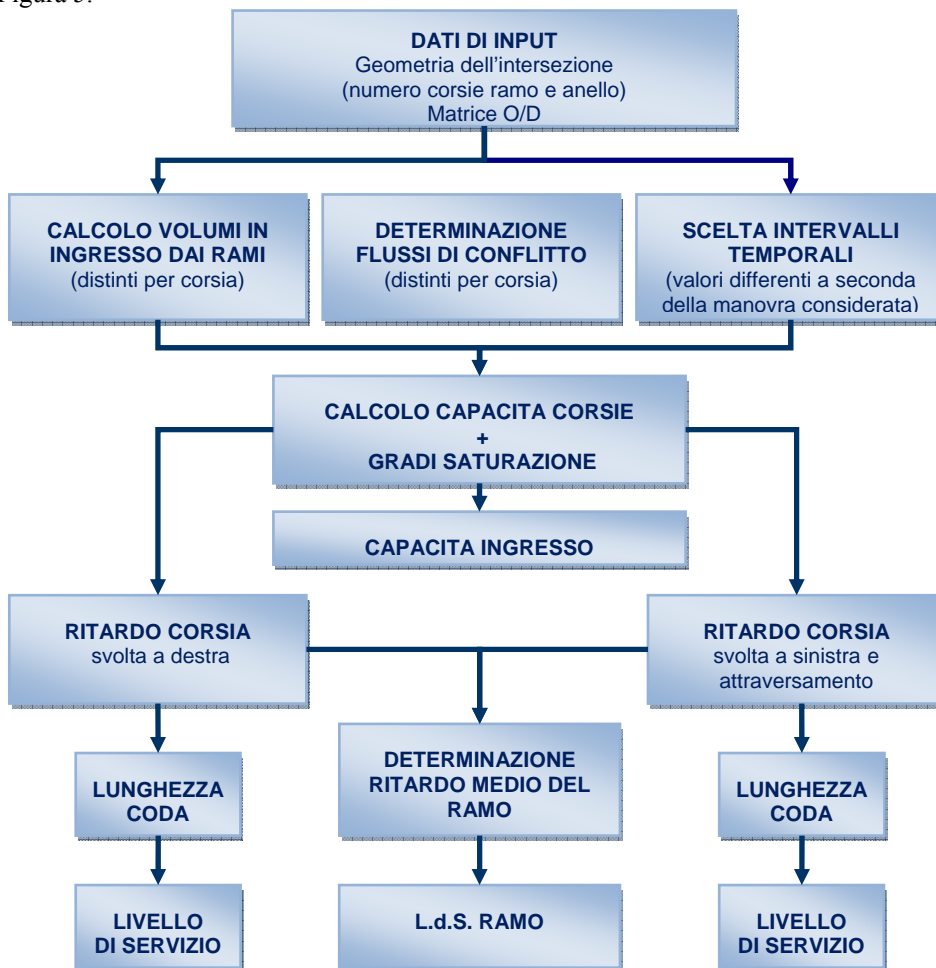 Figura 5.
DATI DI INPUT
Geometria dell'intersezione
(numero corsie ramo e anello)
Matrice O/D
CALCOLO VOLUMI IN
INGRESSO DAI RAMI
(distinti per corsia)
DETERMINAZIONE
FLUSSI DI CONFLITTO
(distinti per corsia)
SCELTA INTERVALLI
TEMPORALI
(valori differenti a seconda
della manovra considerata)
CALCOLO CAPACITA CORSIE
+
GRADI SATURAZIONE
CAPACITA INGRESSO
RITARDO CORSIA
svolta a destra
RITARDO CORSIA
svolta a sinistra e
attraversamento
LUNGHEZZA
CODA
DETERMINAZIONE
RITARDO MEDIO DEL
RAMO
LUNGHEZZA
CODA
LIVELLO
DI SERVIZIO
L.d.S. RAMO
LIVELLO
DI SERVIZIO